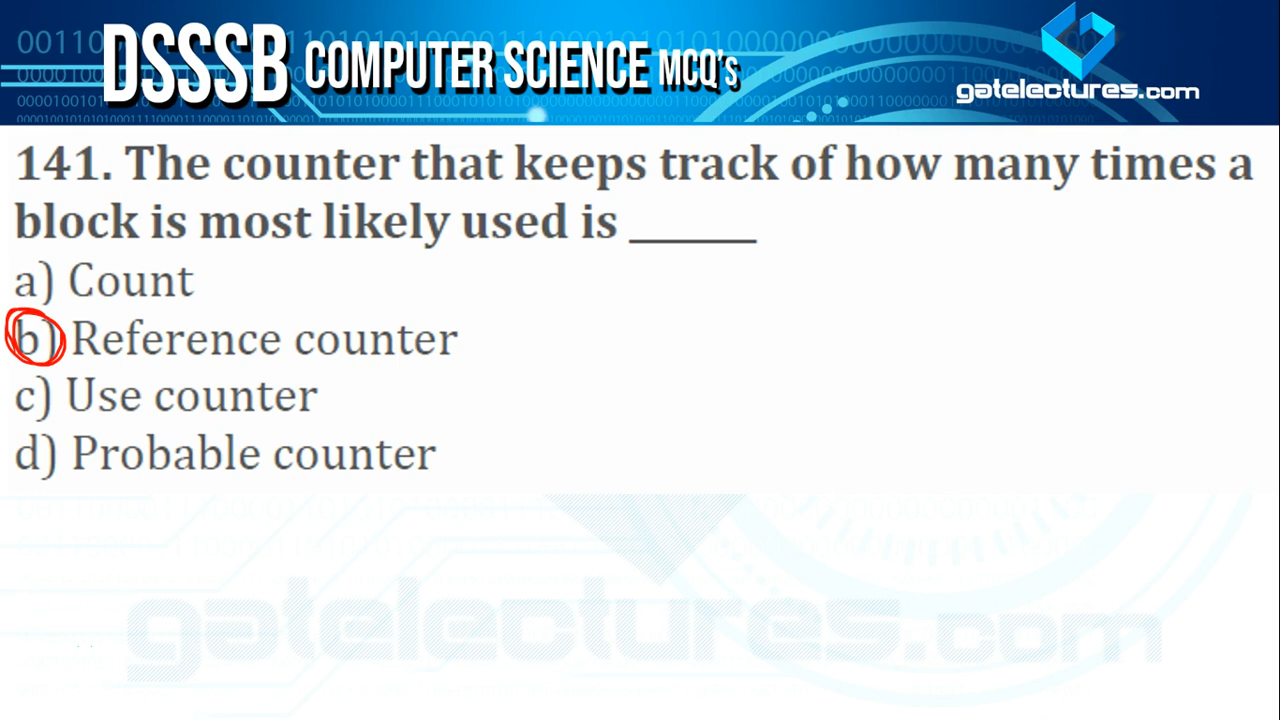 DSSSB COMPUTER SCIENCE MCQ's
gatelectures.com
141. The counter that keeps track of how many times a
block is most likely used is ______
a) Count
b) Reference counter
c) Use counter
d) Probable counter
gatelectures.com